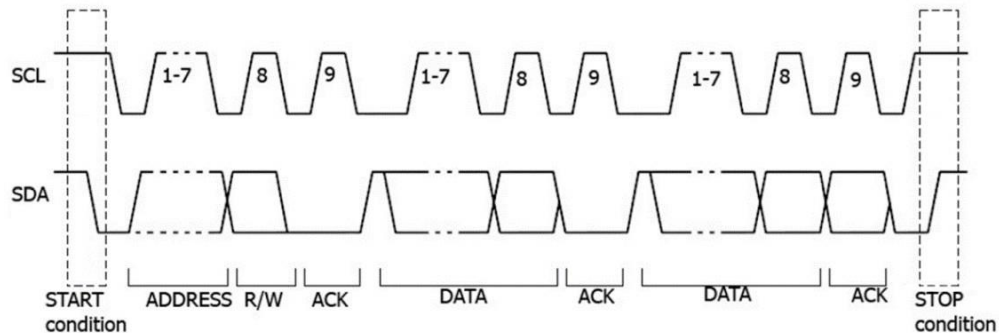 SCL
1-7
8
9
1-7
8
9
1-7
8
9
SDA
START
condition
ADDRESS
R/W
ACK
DATA
ACK
DATA
ACK
STOP
condition